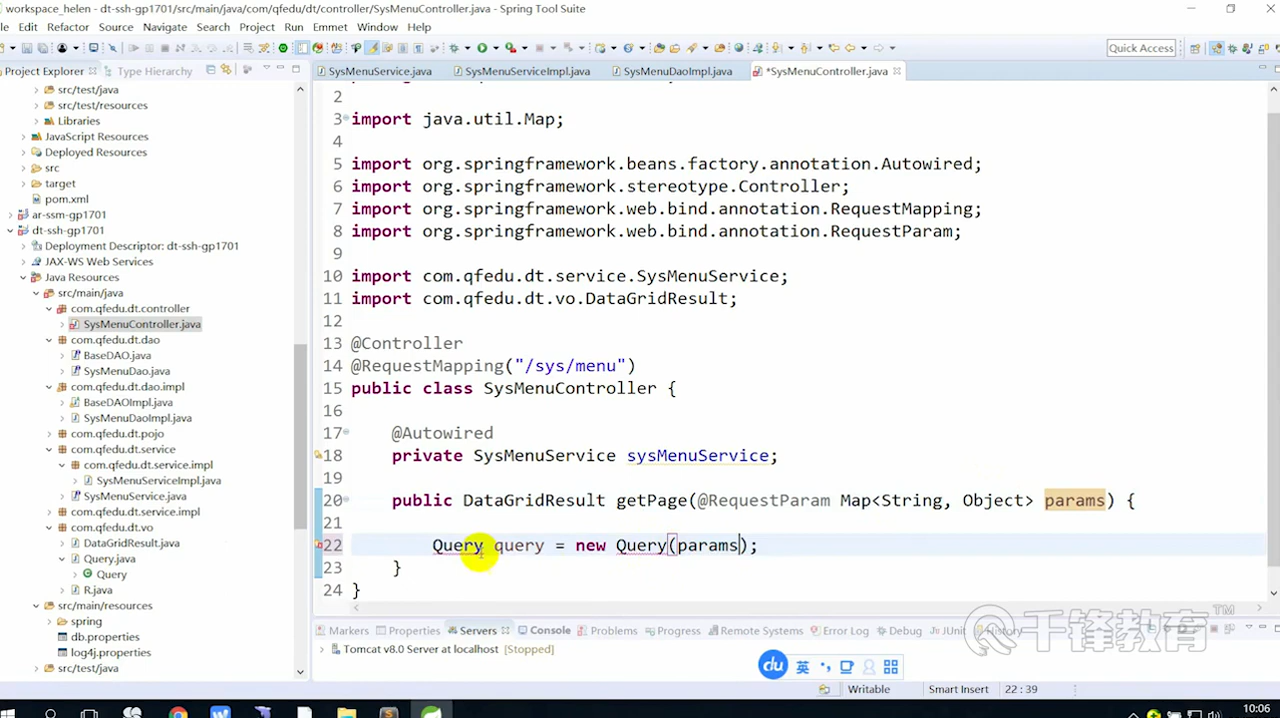 workspace_helen - dt-ssh-gp1701/src/main/java/com/qfedu/dt/controller/SysMenuController.java - Spring Tool Suite
Edit Refactor Source Navigate Search Project Run Emmet Window Help
Quick Access
Project Explorer Type Hierarchy
SysMenuService.java SysMenuServiceImpl.java SysMenuDaoImpl.java *SysMenuController.java
src/test/java
src/test/resources
Libraries
JavaScript Resources
Deployed Resources
src
target
pom.xml
ar-ssm-gp1701
dt-ssh-gp1701
Deployment Descriptor: dt-ssh-gp1701
JAX-WS Web Services
Java Resources
src/main/java
com.qfedu.dt.controller
SysMenuController.java
com.qfedu.dt.dao
BaseDAO.java
SysMenuDao.java
com.qfedu.dt.dao.impl
BaseDAOImpl.java
SysMenuDaoImpl.java
com.qfedu.dt.pojo
com.qfedu.dt.service
com.qfedu.dt.service.impl
SysMenuServiceImpl.java
SysMenuService.java
com.qfedu.dt.service.impl
com.qfedu.dt.vo
DataGridResult.java
Query.java
Query
R.java
src/main/resources
spring
db.properties
log4j.properties
src/test/java
2
3 import java.util.Map;
4
5 import org.springframework.beans.factory.annotation.Autowired;
6 import org.springframework.stereotype.Controller;
7 import org.springframework.web.bind.annotation.RequestMapping;
8 import org.springframework.web.bind.annotation.RequestParam;
9
10 import com.qfedu.dt.service.SysMenuService;
11 import com.qfedu.dt.vo.DataGridResult;
12
13 @Controller
14 @RequestMapping("/sys/menu")
15 public class SysMenuController {
16
17 @Autowired
18 private SysMenuService sysMenuService;
19
20 public DataGridResult getPage(@RequestParam Map<String, Object> params) {
21
22 Query query = new Query(params);
23 }
24 }
Markers Properties Servers Console Problems Progress Remote Systems Error Log Debug JUnit History
Tomcat v8.0 Server at localhost [Stopped]
千锋教育™
du 英
Writable Smart Insert 22 : 39
10:06